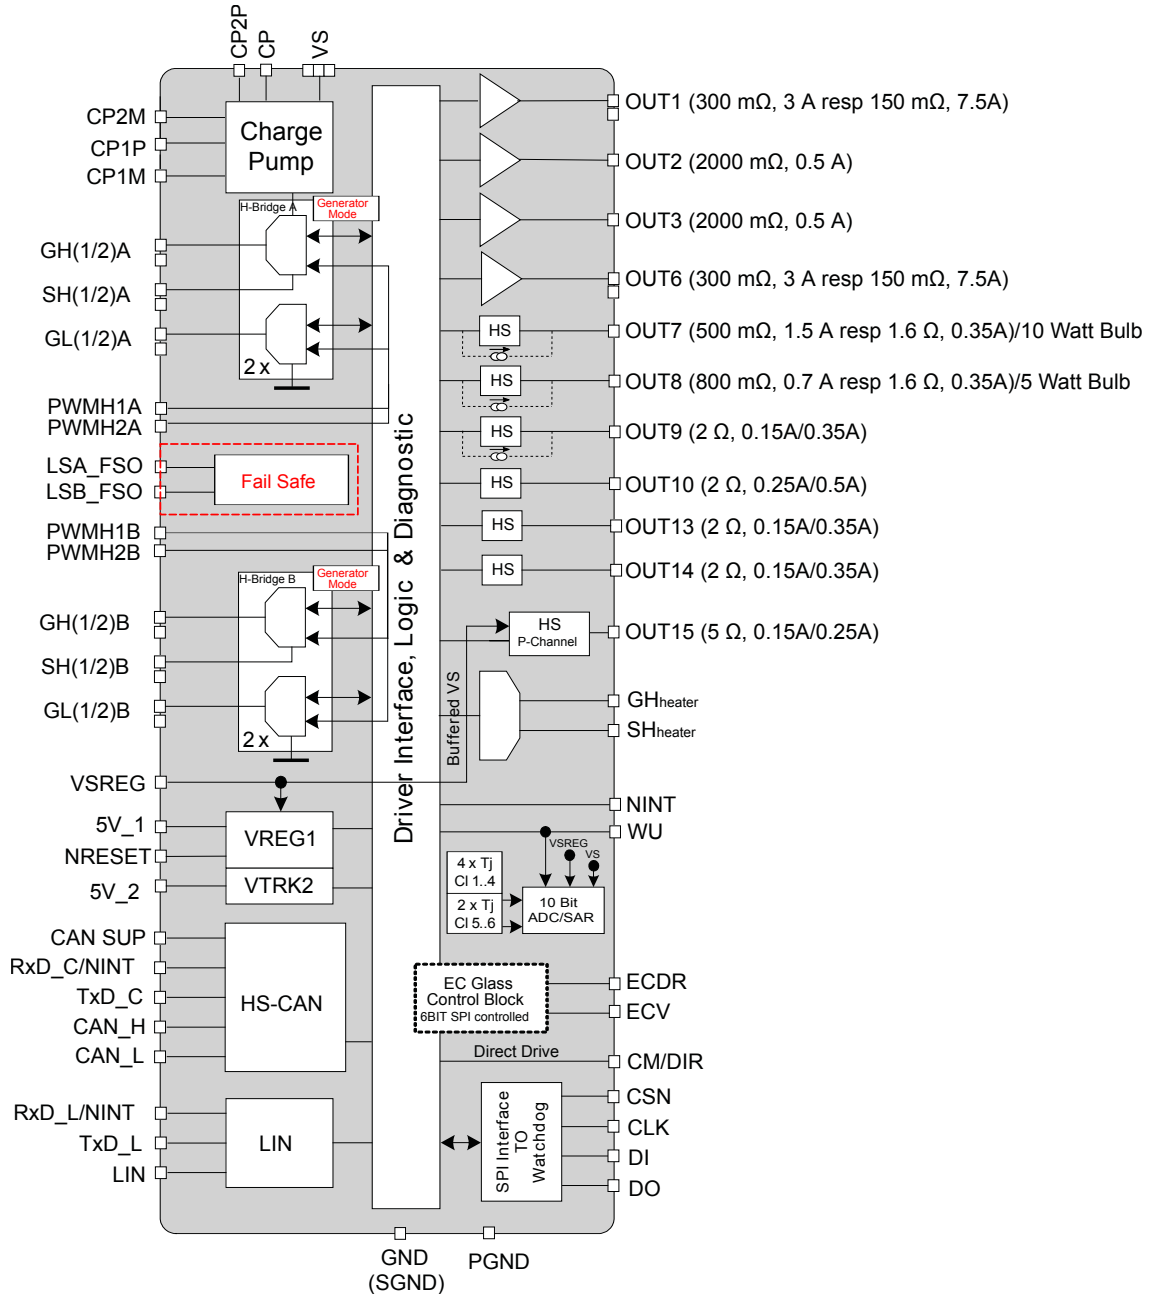 CP2P
CP
VS
CP2M
CP1P
CP1M
Charge
Pump
H-Bridge A
Generator
Mode
GH(1/2)A
SH(1/2)A
GL(1/2)A
2 x
PWMH1A
PWMH2A
LSA_FSO
LSB_FSO
Fail Safe
PWMH1B
PWMH2B
H-Bridge B
Generator
Mode
GH(1/2)B
SH(1/2)B
GL(1/2)B
2 x
VSREG
5V_1
NRESET
5V_2
VREG1
VTRK2
CAN SUP
RxD_C/NINT
TxD_C
CAN_H
CAN_L
HS-CAN
RxD_L/NINT
TxD_L
LIN
LIN
Driver Interface, Logic & Diagnostic
OUT1 (300 mΩ, 3 A resp 150 mΩ, 7.5A)
OUT2 (2000 mΩ, 0.5 A)
OUT3 (2000 mΩ, 0.5 A)
OUT6 (300 mΩ, 3 A resp 150 mΩ, 7.5A)
HS
OUT7 (500 mΩ, 1.5 A resp 1.6 Ω, 0.35A)/10 Watt Bulb
HS
OUT8 (800 mΩ, 0.7 A resp 1.6 Ω, 0.35A)/5 Watt Bulb
HS
OUT9 (2 Ω, 0.15A/0.35A)
HS
OUT10 (2 Ω, 0.25A/0.5A)
HS
OUT13 (2 Ω, 0.15A/0.35A)
HS
OUT14 (2 Ω, 0.15A/0.35A)
HS
P-Channel
OUT15 (5 Ω, 0.15A/0.25A)
Buffered VS
GHheater
SHheater
NINT
WU
VSREG
VS
4 x Tj
Cl 1..4
2 x Tj
Cl 5..6
10 Bit
ADC/SAR
EC Glass
Control Block
6BIT SPI controlled
ECDR
ECV
Direct Drive
CM/DIR
SPI Interface
TO
Watchdog
CSN
CLK
DI
DO
GND
(SGND)
PGND